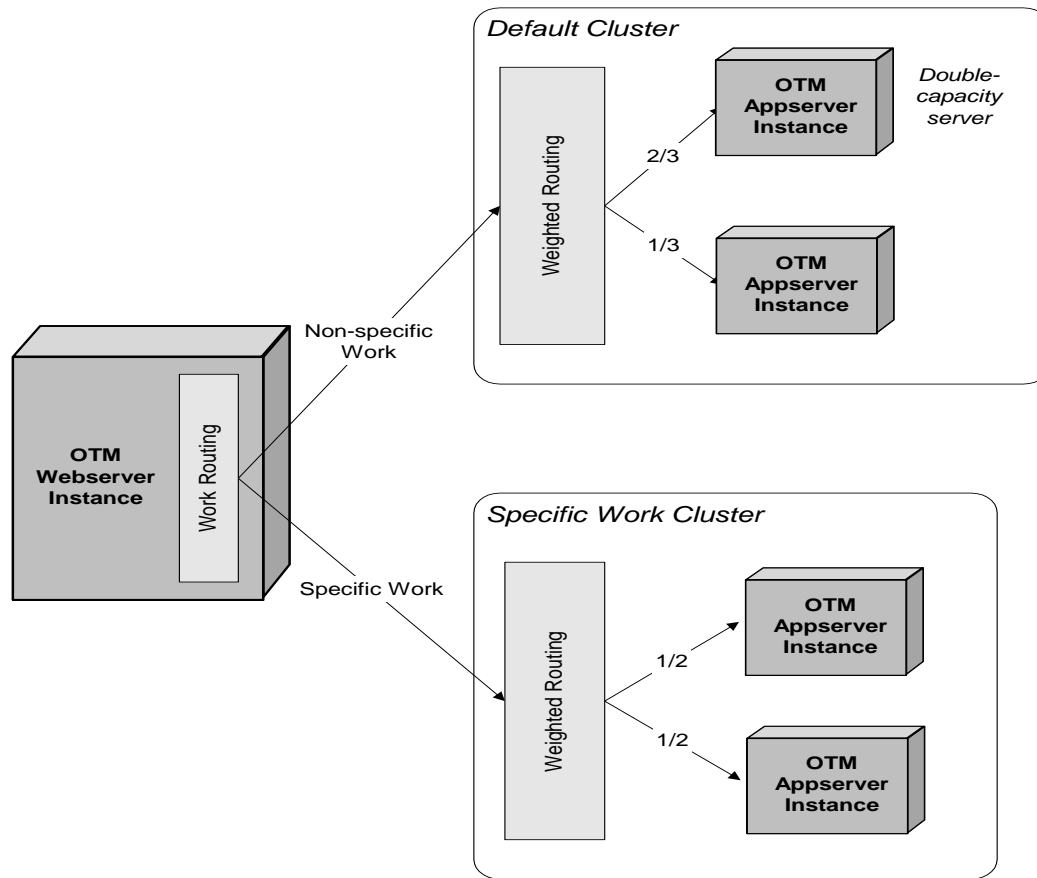 Default Cluster
Weighted Routing
OTM
Appserver
Instance
Double-
capacity
server
2/3
1/3
OTM
Appserver
Instance
Non-specific
Work
OTM
Webserver
Instance
Work Routing
Specific Work
Specific Work Cluster
Weighted Routing
OTM
Appserver
Instance
1/2
1/2
OTM
Appserver
Instance